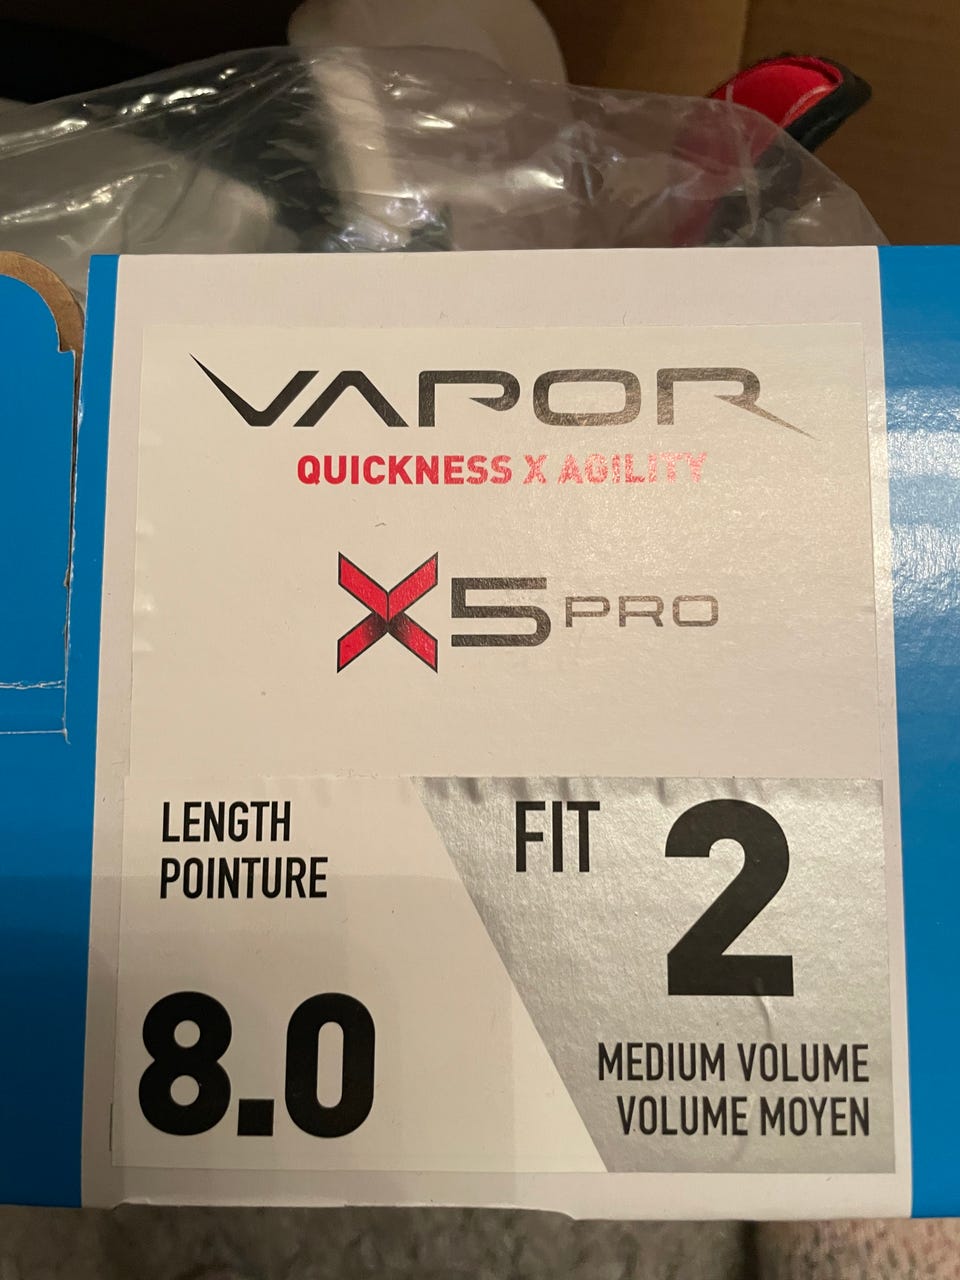 VAPOR
QUICKNESS X AGILITY
X5 PRO
LENGTH
POINTURE
8.0
FIT 2
MEDIUM VOLUME
VOLUME MOYEN